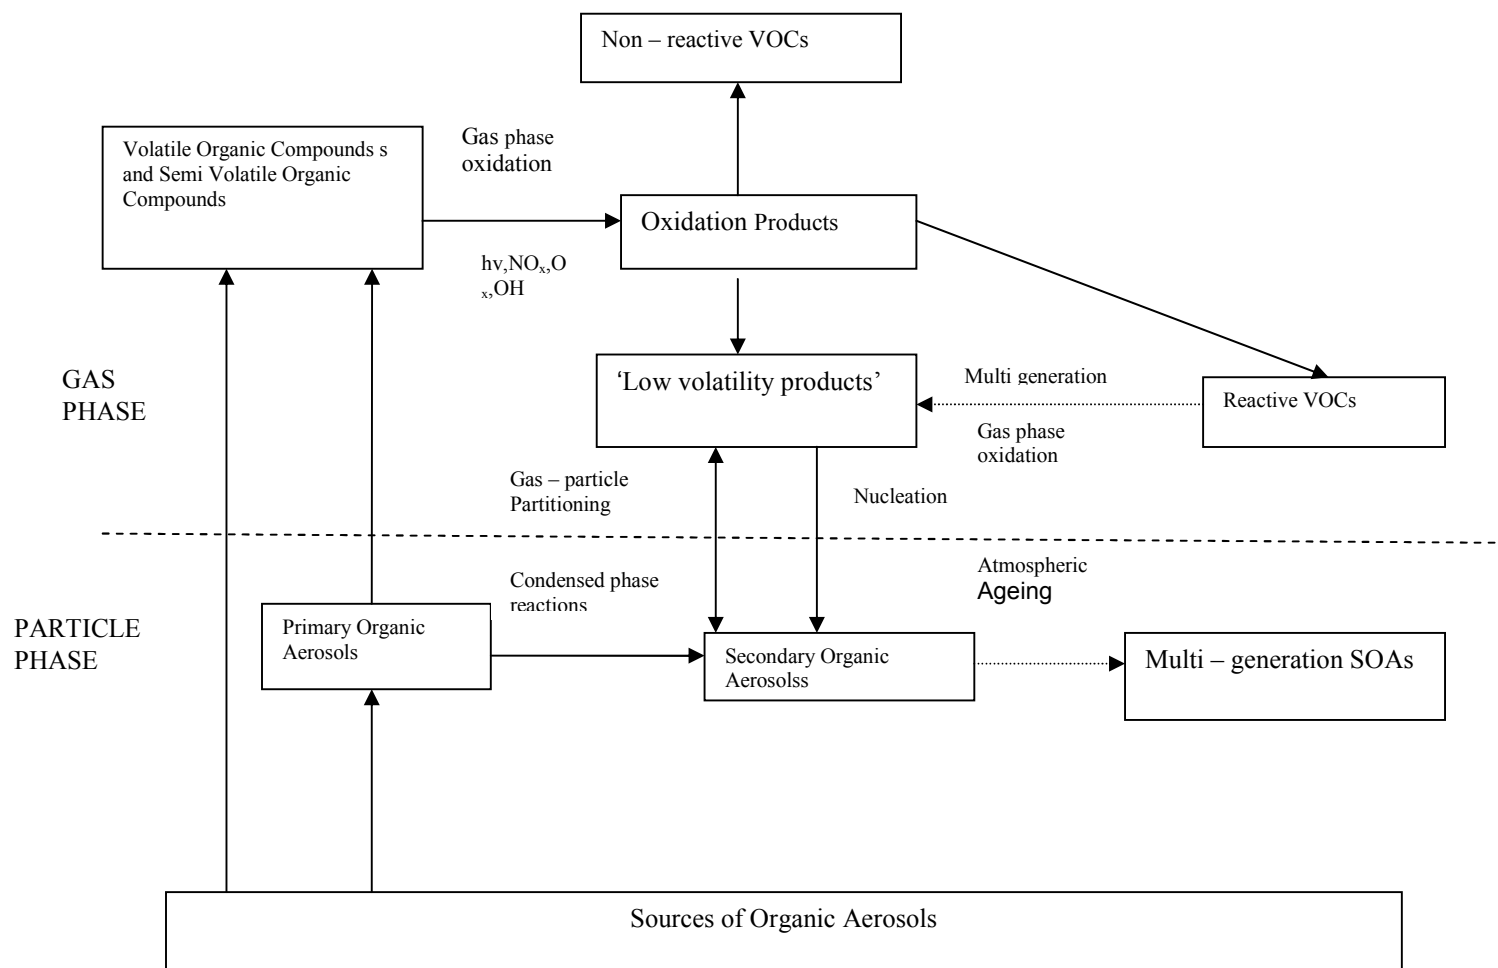 Non – reactive VOCs
Volatile Organic Compounds s
and Semi Volatile Organic
Compounds
Gas phase
oxidation
Oxidation Products
hv,NOₓ,O
ₓ,OH
GAS
PHASE
‘Low volatility products’
Multi generation
Reactive VOCs
Gas phase
oxidation
Gas – particle
Partitioning
Nucleation
Atmospheric
Ageing
Condensed phase
reactions
PARTICLE
PHASE
Primary Organic
Aerosols
Secondary Organic
Aerosolss
Multi – generation SOAs
Sources of Organic Aerosols